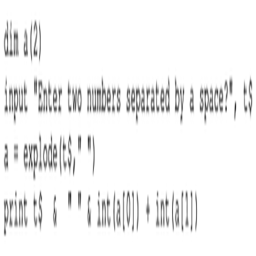 dim a(2)
input "Enter two numbers separated by a space?", t$
a = explode(t$," ")
print t$ & " " & int(a[0]) + int(a[1])